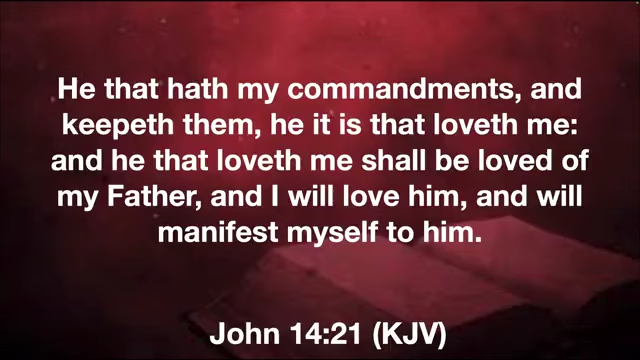 He that hath my commandments, and
keepeth them, he it is that loveth me:
and he that loveth me shall be loved of
my Father, and I will love him, and will
manifest myself to him.
John 14:21 (KJV)